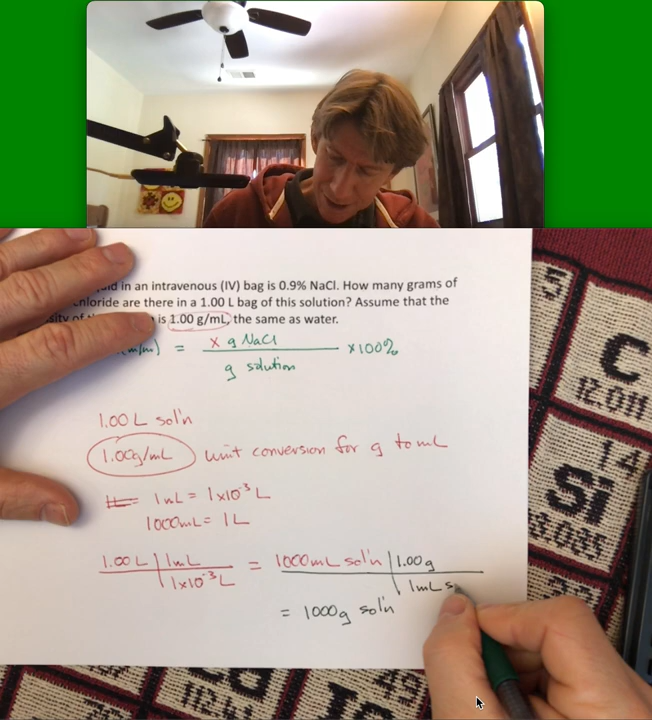 in an intravenous (IV) bag is 0.9% NaCl. How many grams of
are there in a 1.00 L bag of this solution? Assume that the
is 1.00 g/mL, the same as water.
(m/m) = x g NaCl / g solution ×100%
1.00 L sol'n
1.00g/mL unit conversion for g to mL
1mL = 1x10⁻³ L
1000mL = 1L
1.00 L | 1mL = 1000mL sol'n | 1.00g
1x10⁻³ L 1mL s
= 1000g sol'n
5
C
12.011
14
Si
49